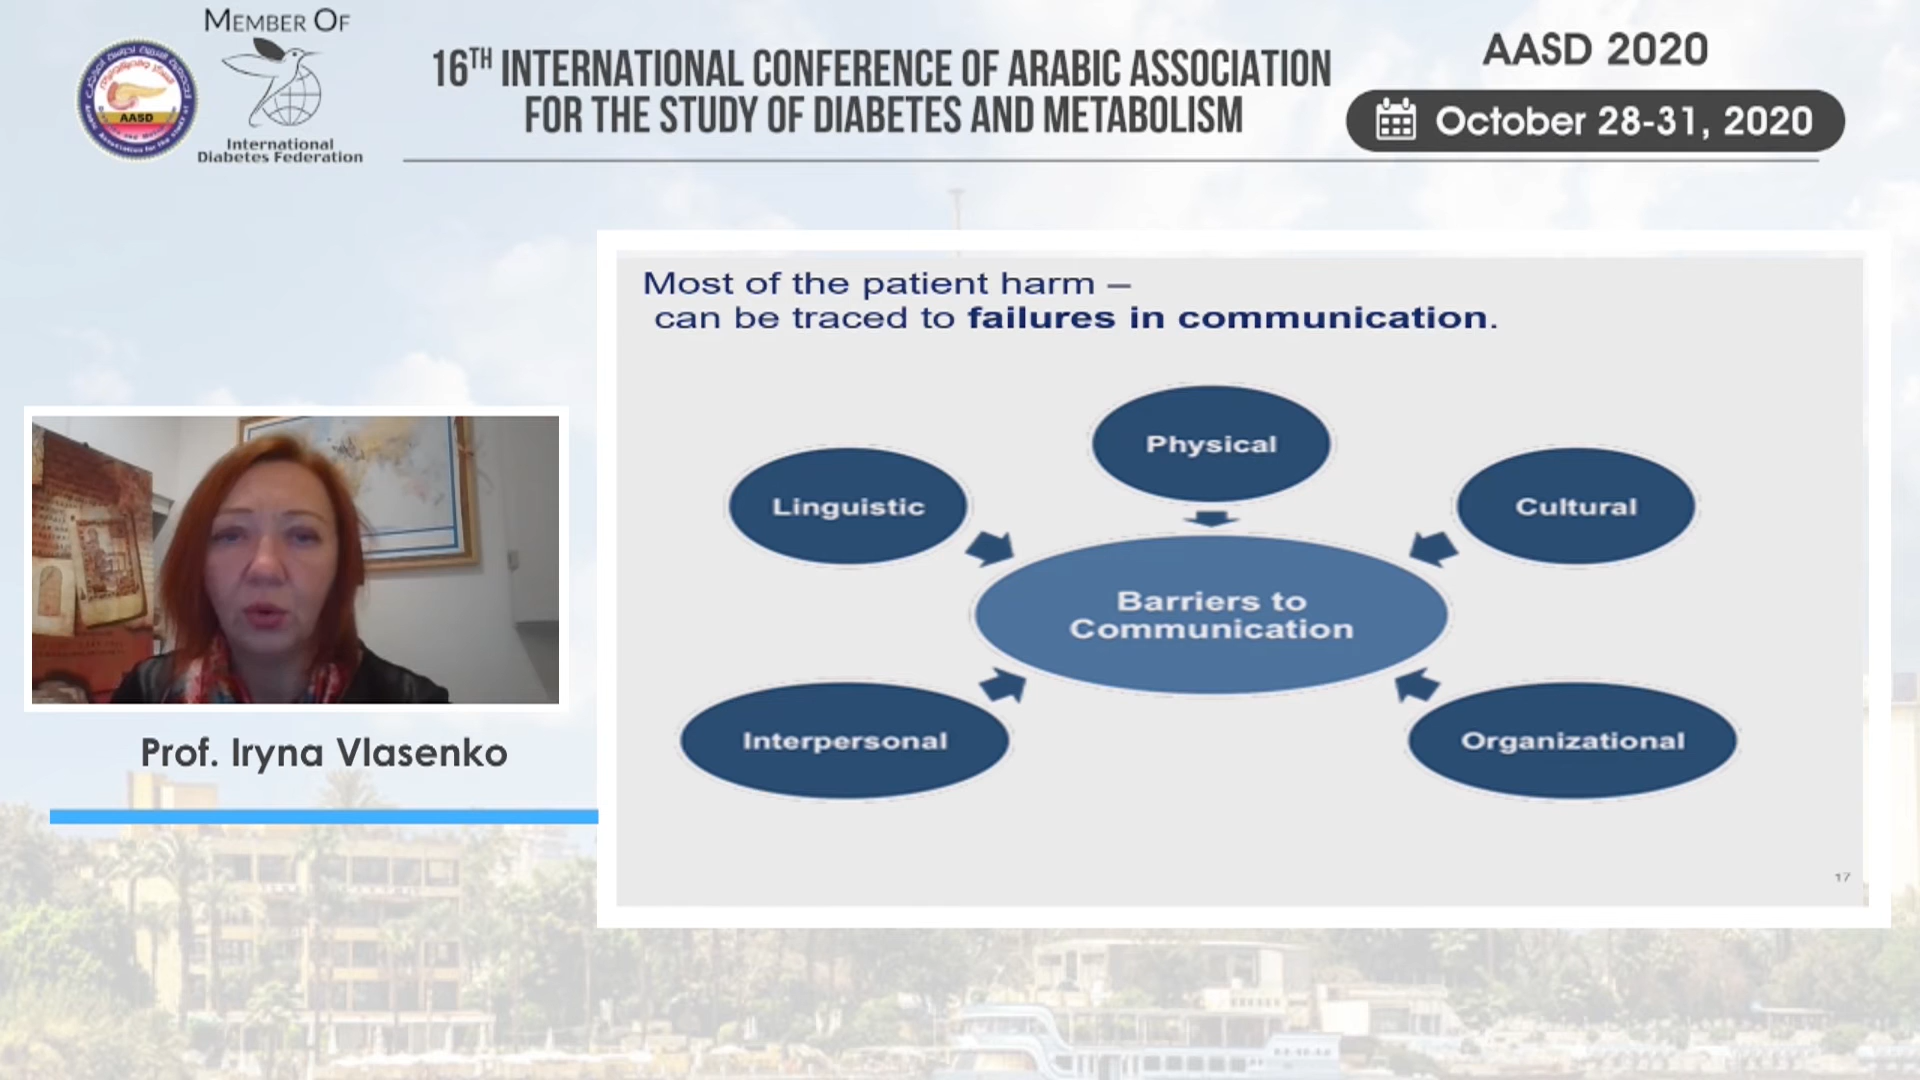 MEMBER OF
AASD
International
Diabetes Federation
16TH INTERNATIONAL CONFERENCE OF ARABIC ASSOCIATION
FOR THE STUDY OF DIABETES AND METABOLISM
AASD 2020
October 28-31, 2020
Most of the patient harm –
can be traced to failures in communication.
Physical
Linguistic
Cultural
Barriers to
Communication
Interpersonal
Organizational
17
Prof. Iryna Vlasenko